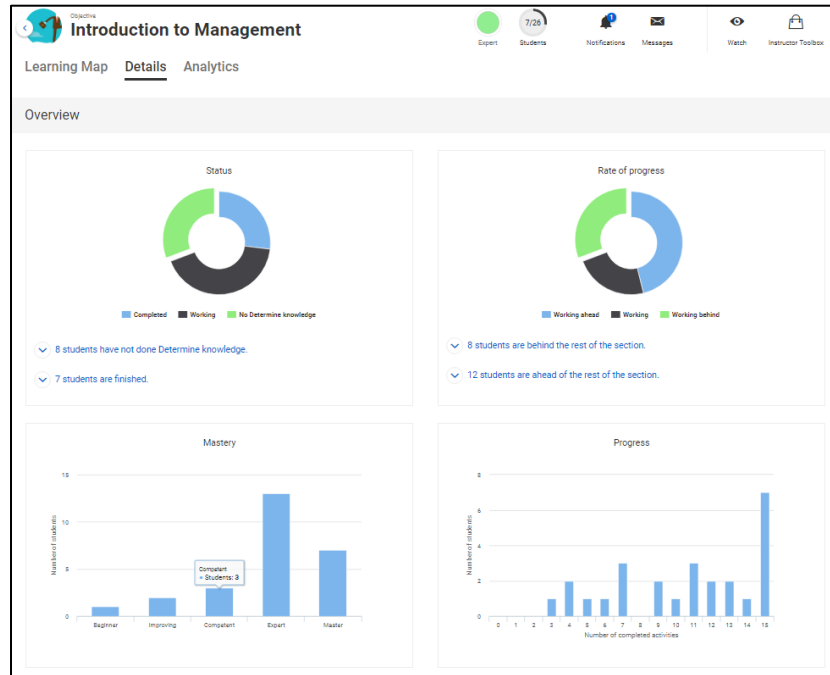 Objective
Introduction to Management
Expert
7/26
Students
1
Notifications
Messages
Watch
Instructor Toolbox
Learning Map Details Analytics
Overview
Status
Completed Working No Determine knowledge
8 students have not done Determine knowledge.
7 students are finished.
Rate of progress
Working ahead Working Working behind
8 students are behind the rest of the section.
12 students are ahead of the rest of the section.
Mastery
Number of students
15
10
5
0
Competent
» Students: 3
Beginner Improving Competent Expert Master
Progress
Number of students
8
6
4
2
0
0 1 2 3 4 5 6 7 8 9 10 11 12 13 14 15
Number of completed activities